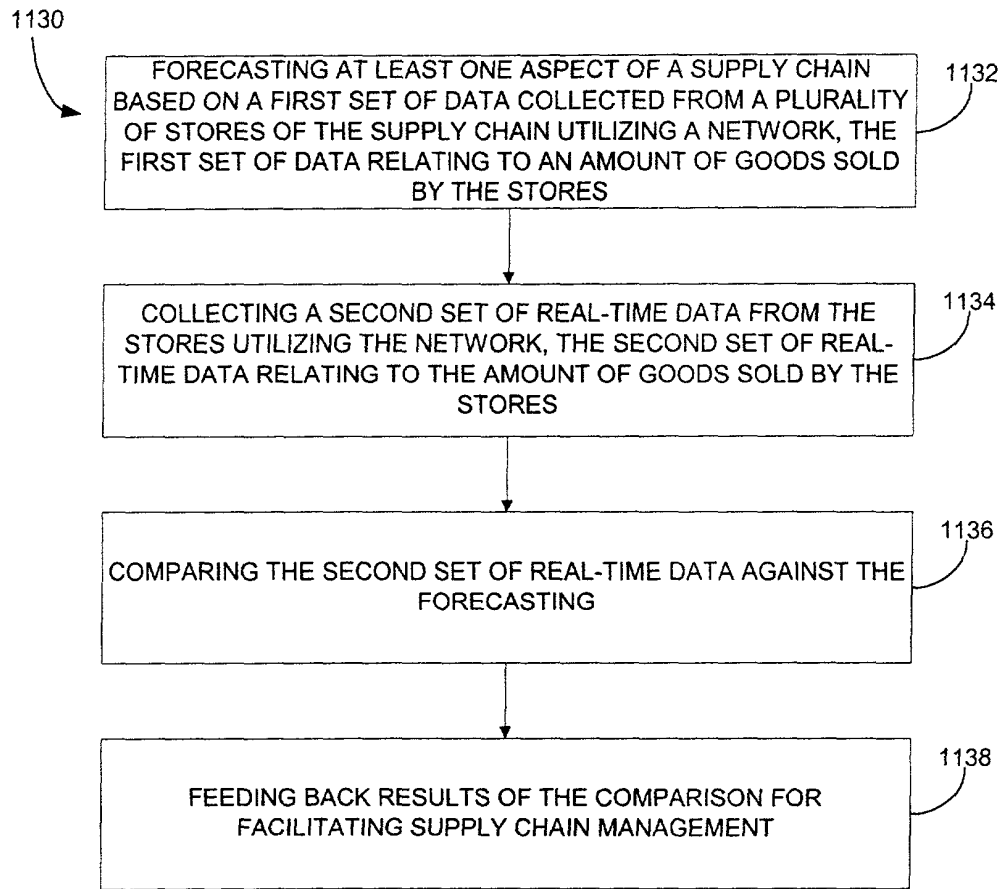 1130
FORECASTING AT LEAST ONE ASPECT OF A SUPPLY CHAIN
BASED ON A FIRST SET OF DATA COLLECTED FROM A PLURALITY
OF STORES OF THE SUPPLY CHAIN UTILIZING A NETWORK, THE
FIRST SET OF DATA RELATING TO AN AMOUNT OF GOODS SOLD
BY THE STORES
1132
COLLECTING A SECOND SET OF REAL-TIME DATA FROM THE
STORES UTILIZING THE NETWORK, THE SECOND SET OF REAL-
TIME DATA RELATING TO THE AMOUNT OF GOODS SOLD BY THE
STORES
1134
COMPARING THE SECOND SET OF REAL-TIME DATA AGAINST THE
FORECASTING
1136
FEEDING BACK RESULTS OF THE COMPARISON FOR
FACILITATING SUPPLY CHAIN MANAGEMENT
1138